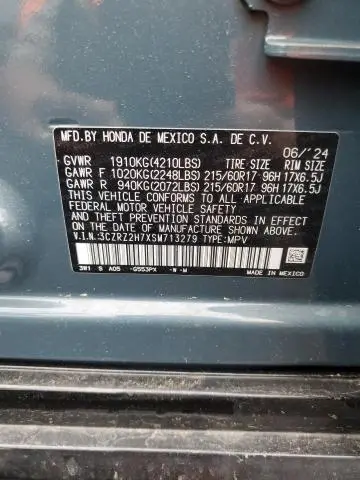 MFD.BY HONDA DE MEXICO S.A. DE C.V.
06/'24
GVWR 1910KG(4210LBS) TIRE SIZE RIM SIZE
GAWR F 1020KG(2248LBS) 215/60R17 96H 17X6.5J
GAWR R 940KG(2072LBS) 215/60R17 96H 17X6.5J
THIS VEHICLE CONFORMS TO ALL APPLICABLE
FEDERAL MOTOR VEHICLE SAFETY STANDARDS
IN EFFECT ON THE DATE OF MANUFACTURE
SHOWN ABOVE.
V.I.N.:3CZRZ2H7XSM713279 TYPE:MPV
3W1 S A05 -G553PX -N -M
MADE IN MEXICO